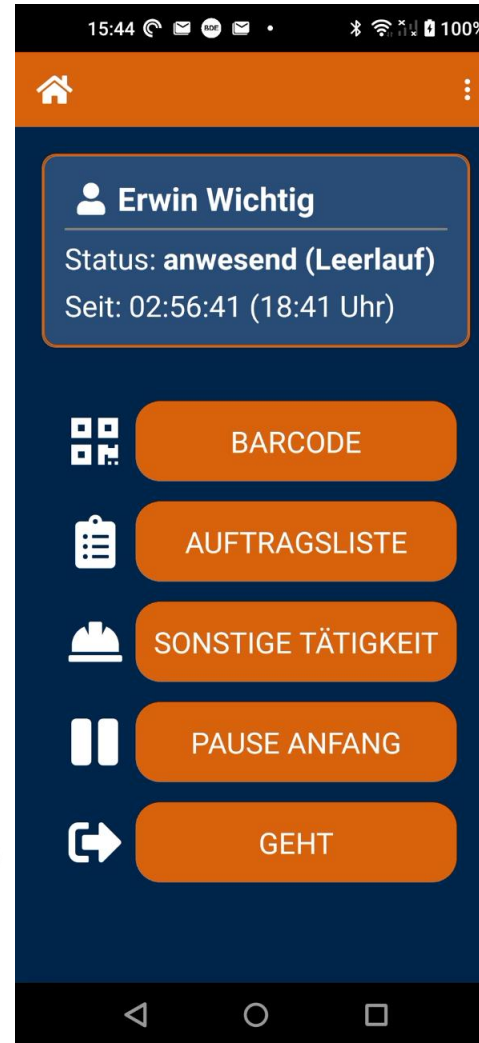 15:44 BDE 100%
Erwin Wichtig
Status: anwesend (Leerlauf)
Seit: 02:56:41 (18:41 Uhr)
BARCODE
AUFTRAGSLISTE
SONSTIGE TÄTIGKEIT
PAUSE ANFANG
GEHT